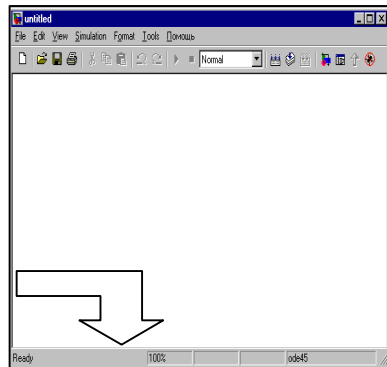 untitled
File Edit View Simulation Format Tools Помощь
Normal
Ready 100% ode45